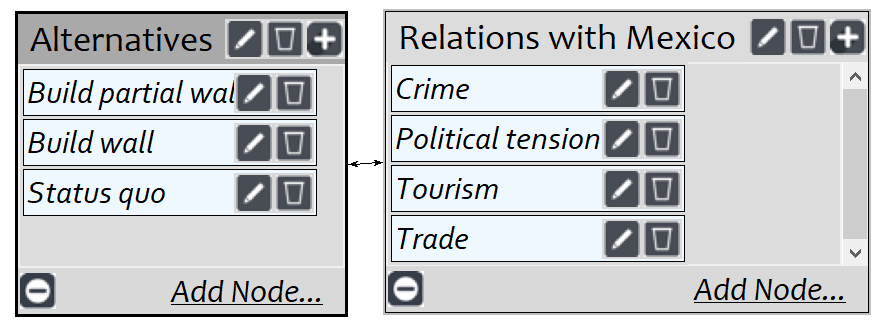 Alternatives
Build partial wal
Build wall
Status quo
Add Node...
Relations with Mexico
Crime
Political tension
Tourism
Trade
Add Node...